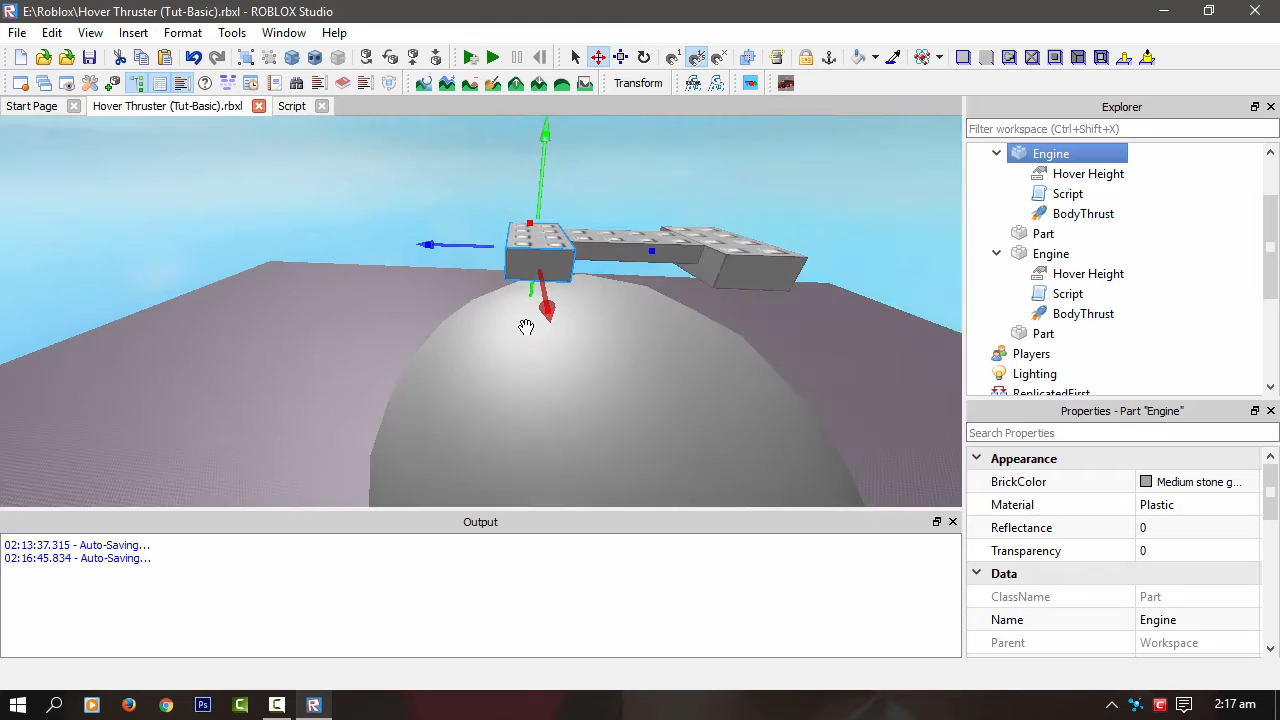 E:\Roblox\Hover Thruster (Tut-Basic).rbxl - ROBLOX Studio
File Edit View Insert Format Tools Window Help
Transform
Start Page Hover Thruster (Tut-Basic).rbxl Script
Explorer
Filter workspace (Ctrl+Shift+X)
Engine
Hover Height
Script
BodyThrust
Part
Engine
Hover Height
Script
BodyThrust
Part
Players
Lighting
ReplicatedFirst
Properties - Part "Engine"
Search Properties
Appearance
BrickColor Medium stone g...
Material Plastic
Reflectance 0
Transparency 0
Data
ClassName Part
Name Engine
Parent Workspace
Output
02:13:37.315 - Auto-Saving...
02:16:45.834 - Auto-Saving...
2:17 am